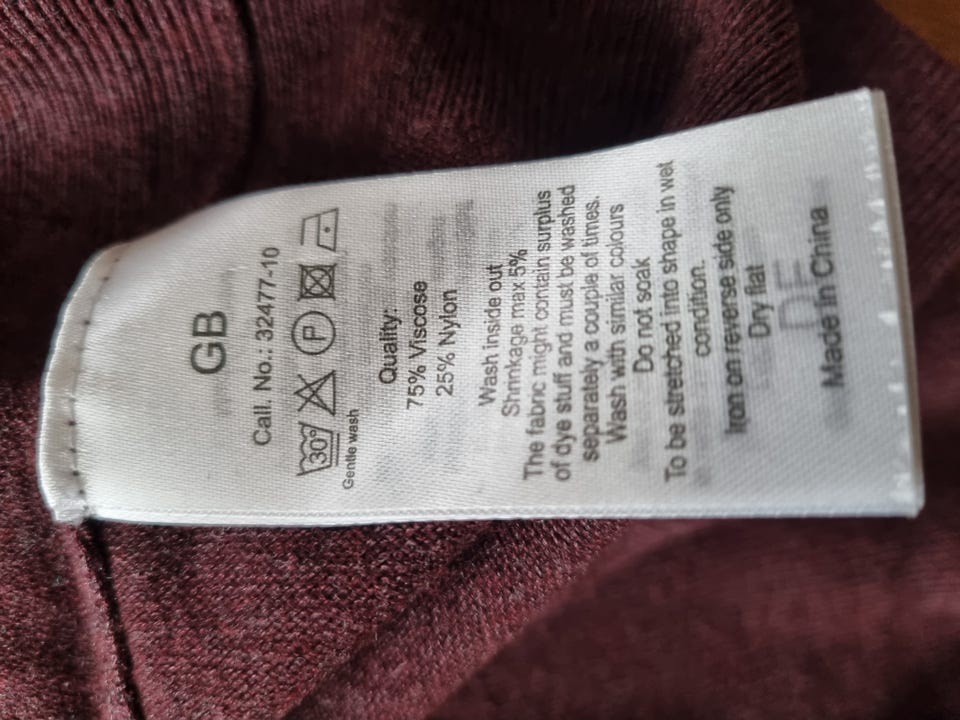 GB
Call. No.: 324477-10
30°
P
Gentle wash
Quality:
75% Viscose
25% Nylon
Wash inside out
Shrinkage max 5%
The fabric might contain surplus
of dye stuff and must be washed
separately a couple of times.
Wash with similar colours
Do not soak
To be stretched into shape in wet
condition.
Iron on reverse side only
Dry flat
DE
Made in China